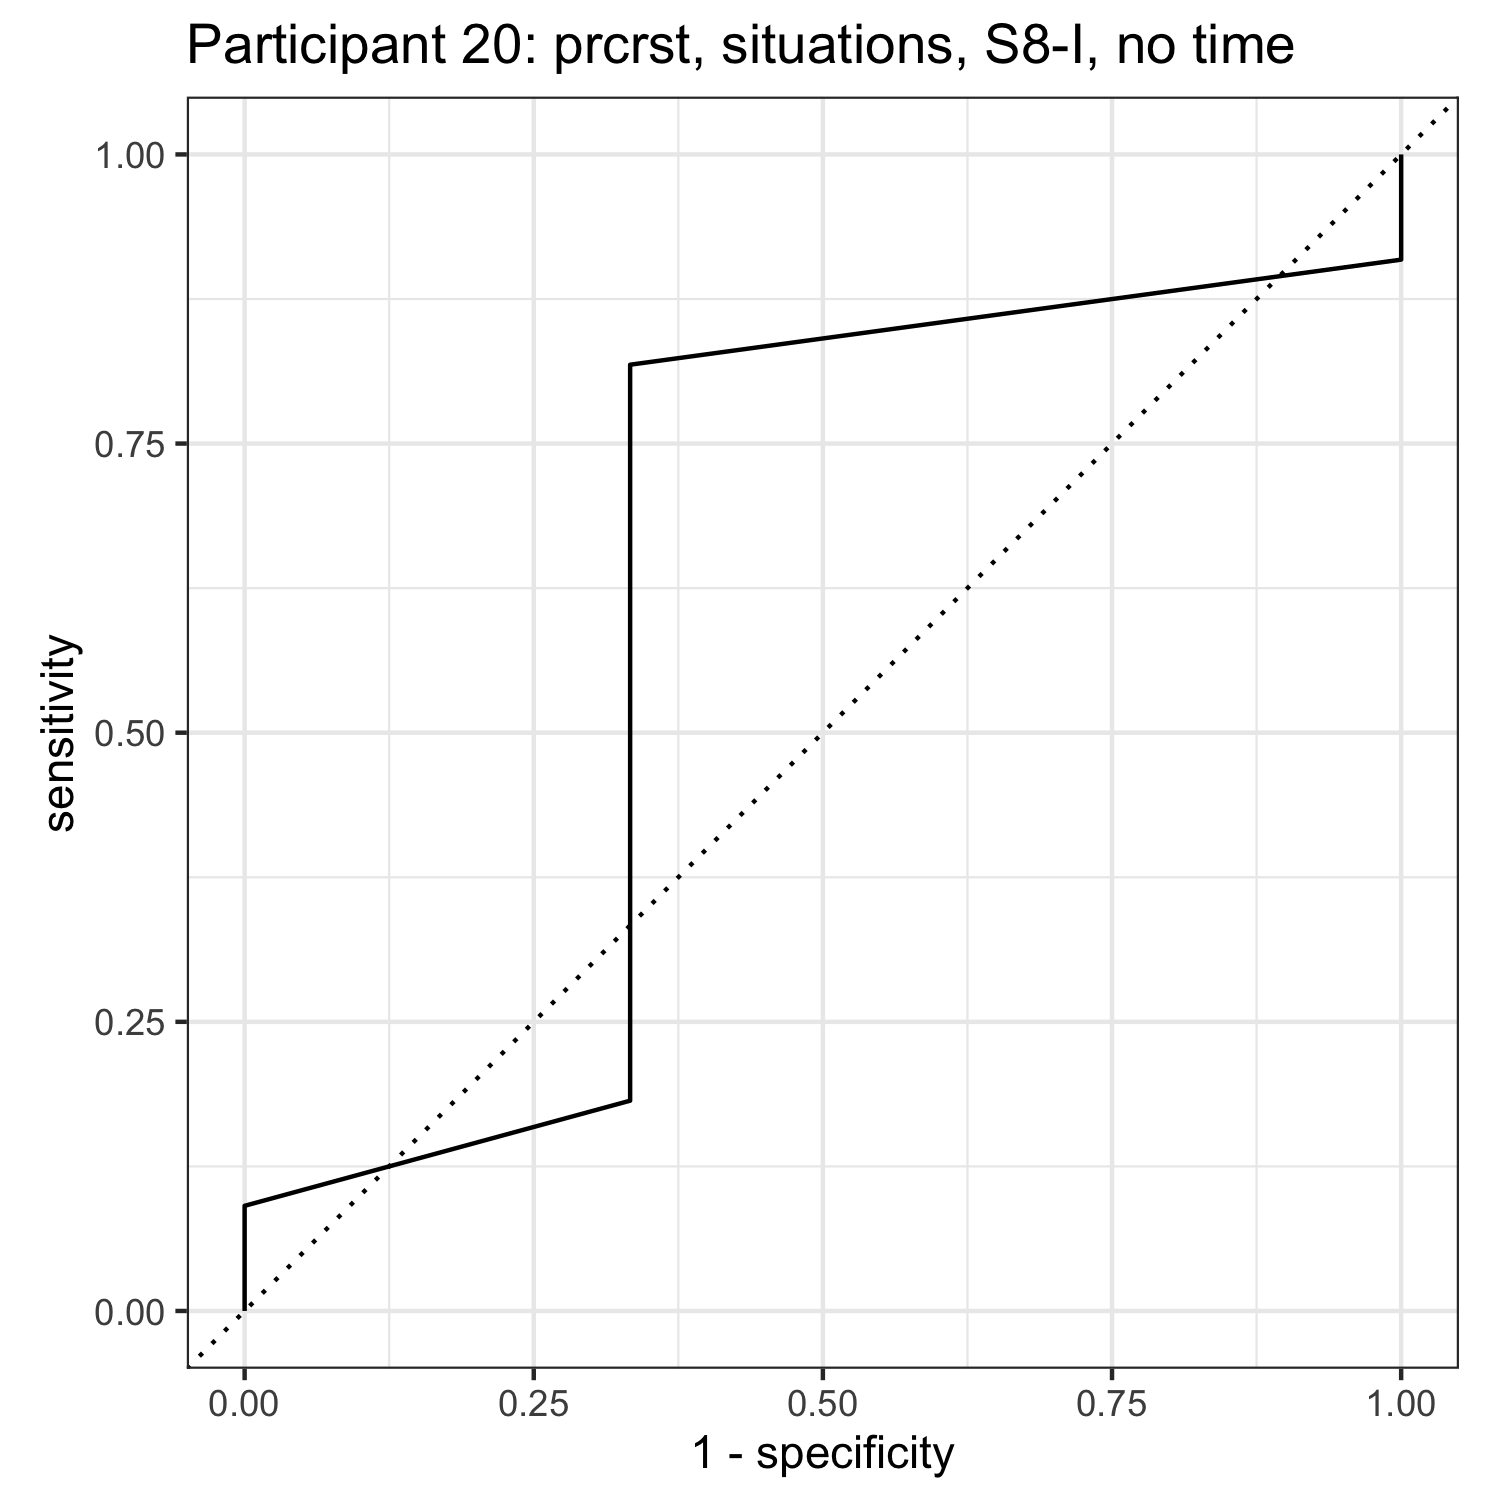 Participant 20: prcrst, situations, S8-I, no time
1.00
0.75
0.50
0.25
0.00
sensitivity
0.00 0.25 0.50 0.75 1.00
1 - specificity